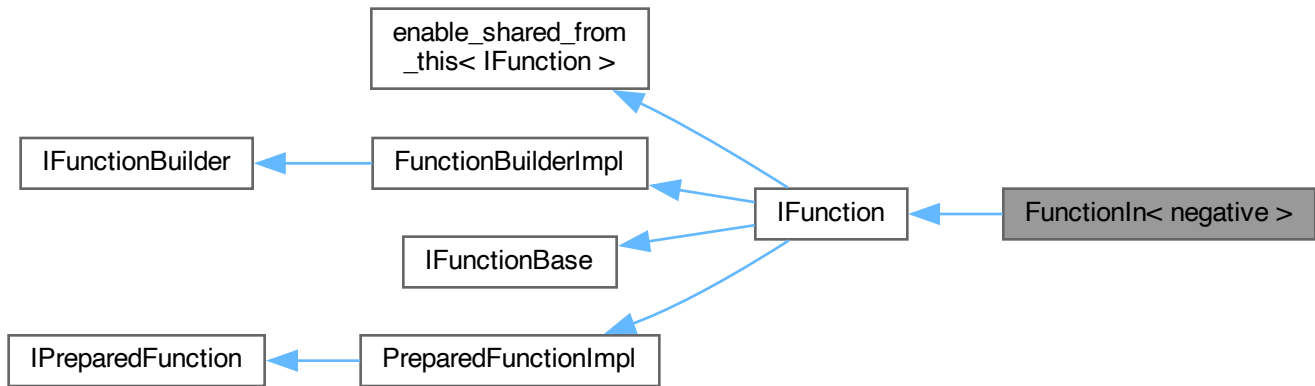 enable_shared_from
_this< IFunction >
IFunctionBuilder
FunctionBuilderImpl
IFunction
FunctionIn< negative >
IFunctionBase
IPreparedFunction
PreparedFunctionImpl